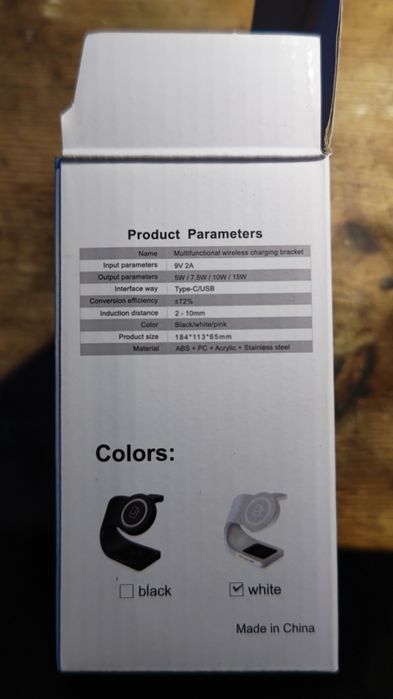 Product Parameters
Name Multifunctional wireless charging bracket
Input parameters 9V 2A
Output parameters 5W / 7.5W / 10W / 15W
Interface way Type-C/USB
Conversion efficiency ≤72%
Induction distance 2 - 10mm
Color Black/white/pink
Product size 184*113*65mm
Material ABS + PC + Acrylic + Stainless steel
Colors:
black white
Made in China